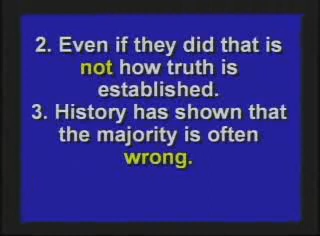 2. Even if they did that is
not how truth is
established.
3. History has shown that
the majority is often
wrong.